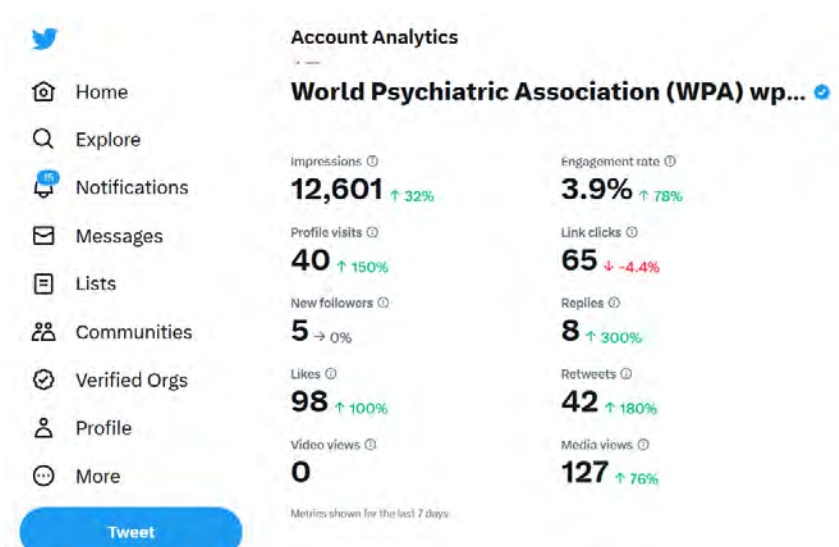 Account Analytics
World Psychiatric Association (WPA) wp...
Home
Explore
15
Notifications
Messages
Lists
Communities
Verified Orgs
Profile
More
Tweet
Impressions
12,601 ↑ 32%
Engagement rate
3.9% ↑ 78%
Profile visits
40 ↑ 150%
Link clicks
65 ↓ -4.4%
New followers
5 → 0%
Replies
8 ↑ 300%
Likes
98 ↑ 100%
Retweets
42 ↑ 180%
Video views
0
Media views
127 ↑ 76%
Metrics shown for the last 7 days